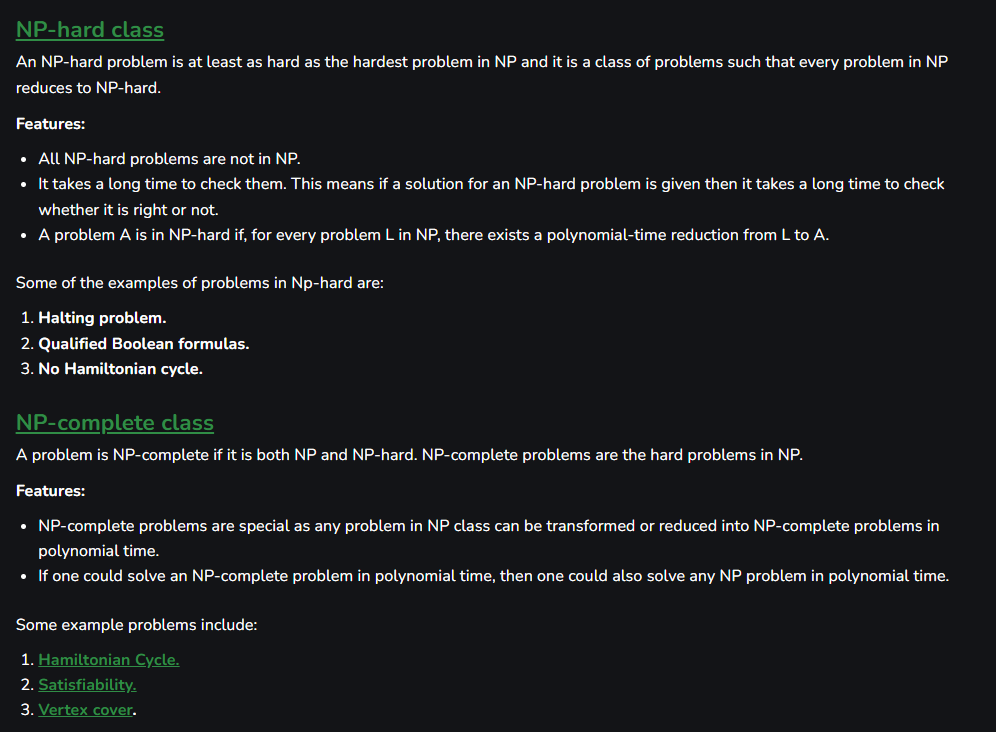 NP-hard class
An NP-hard problem is at least as hard as the hardest problem in NP and it is a class of problems such that every problem in NP
reduces to NP-hard.
Features:
• All NP-hard problems are not in NP.
• It takes a long time to check them. This means if a solution for an NP-hard problem is given then it takes a long time to check
whether it is right or not.
• A problem A is in NP-hard if, for every problem L in NP, there exists a polynomial-time reduction from L to A.
Some of the examples of problems in Np-hard are:
1. Halting problem.
2. Qualified Boolean formulas.
3. No Hamiltonian cycle.
NP-complete class
A problem is NP-complete if it is both NP and NP-hard. NP-complete problems are the hard problems in NP.
Features:
• NP-complete problems are special as any problem in NP class can be transformed or reduced into NP-complete problems in
polynomial time.
• If one could solve an NP-complete problem in polynomial time, then one could also solve any NP problem in polynomial time.
Some example problems include:
1. Hamiltonian Cycle.
2. Satisfiability.
3. Vertex cover.